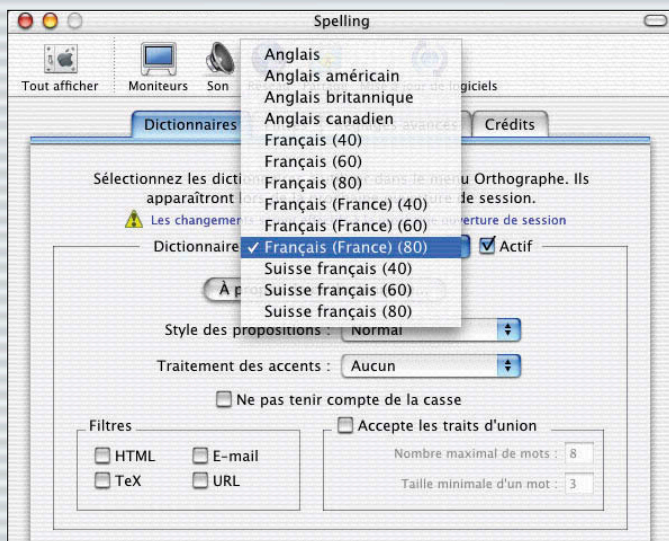 Spelling
Tout afficher
Moniteurs
Son
logiciels
Dictionnaires
avancés
Crédits
Anglais
Anglais américain
Anglais britannique
Anglais canadien
Français (40)
Français (60)
Français (80)
Français (France) (40)
Français (France) (60)
✓ Français (France) (80)
Suisse français (40)
Suisse français (60)
Suisse français (80)
Sélectionnez les dans le menu Orthographe. Ils
apparaîtront de session.
Les changements ouverture de session
Dictionnaire
Actif
Style des propositions : Normal
Traitement des accents : Aucun
Ne pas tenir compte de la casse
Filtres
HTML
E-mail
TeX
URL
Accepte les traits d'union
Nombre maximal de mots : 8
Taille minimale d'un mot : 3